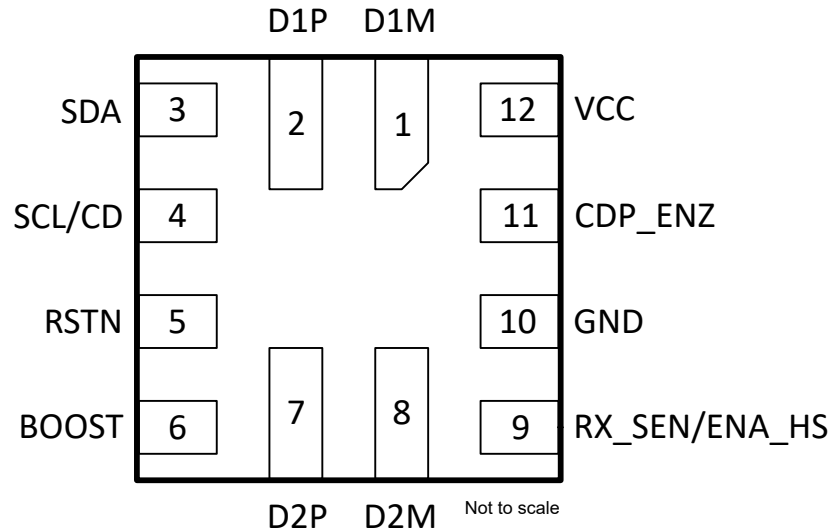 D1P D1M
SDA 3 2 1 12 VCC
SCL/CD 4 11 CDP_ENZ
RSTN 5 10 GND
BOOST 6 7 8 9 RX_SEN/ENA_HS
D2P D2M Not to scale